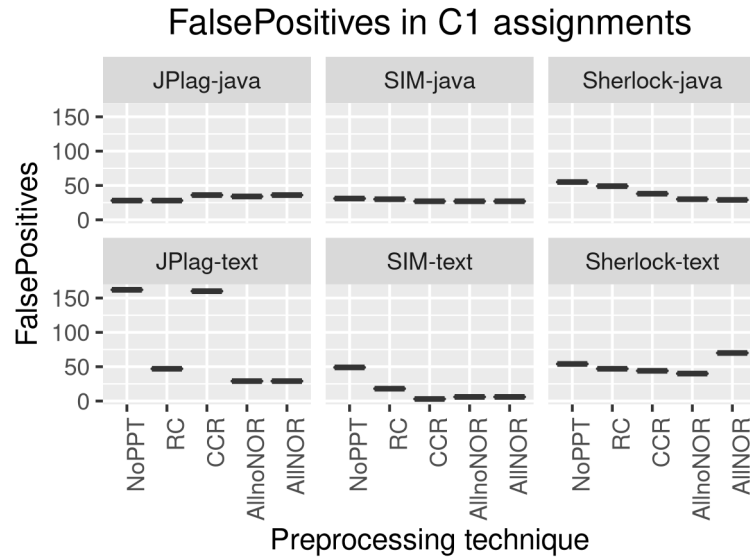 FalsePositives in C1 assignments
JPlag-java SIM-java Sherlock-java
150
100
50
0
FalsePositives
JPlag-text SIM-text Sherlock-text
150
100
50
0
NoPPT RC CCR AllnoNOR AllNOR NoPPT RC CCR AllnoNOR AllNOR NoPPT RC CCR AllnoNOR AllNOR
Preprocessing technique